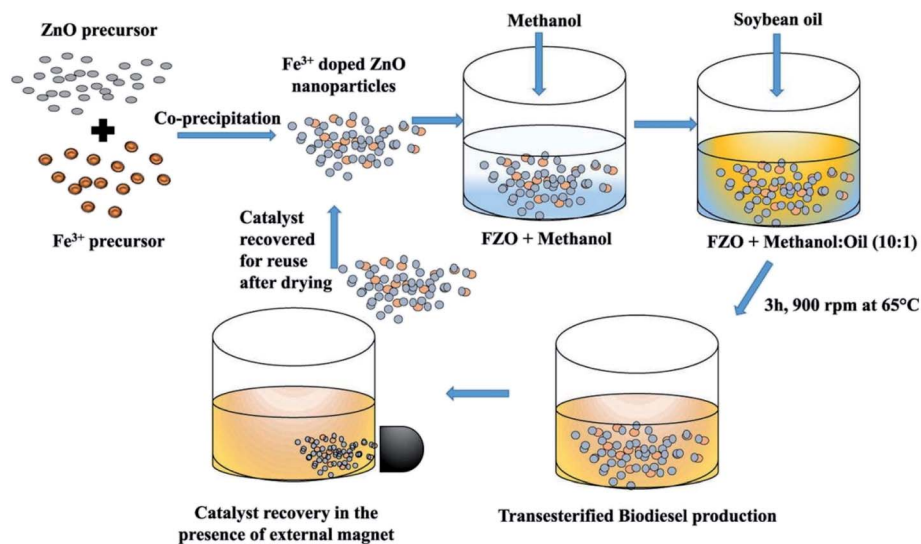 ZnO precursor
Fe³⁺ precursor
Co-precipitation
Fe³⁺ doped ZnO
nanoparticles
Methanol
FZO + Methanol
Soybean oil
FZO + Methanol:Oil (10:1)
3h, 900 rpm at 65°C
Transesterified Biodiesel production
Catalyst recovery in the
presence of external magnet
Catalyst
recovered
for reuse
after drying